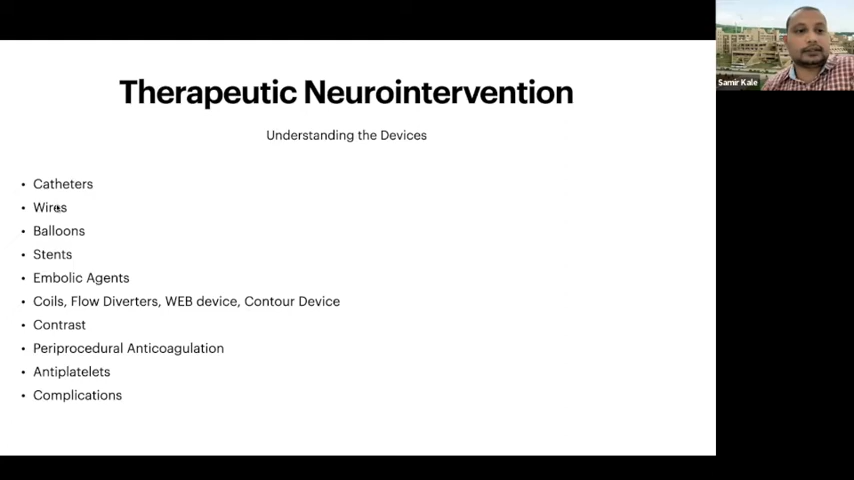 Therapeutic Neurointervention
Understanding the Devices
• Catheters
• Wires
• Balloons
• Stents
• Embolic Agents
• Coils, Flow Diverters, WEB device, Contour Device
• Contrast
• Periprocedural Anticoagulation
• Antiplatelets
• Complications
Samir Kale